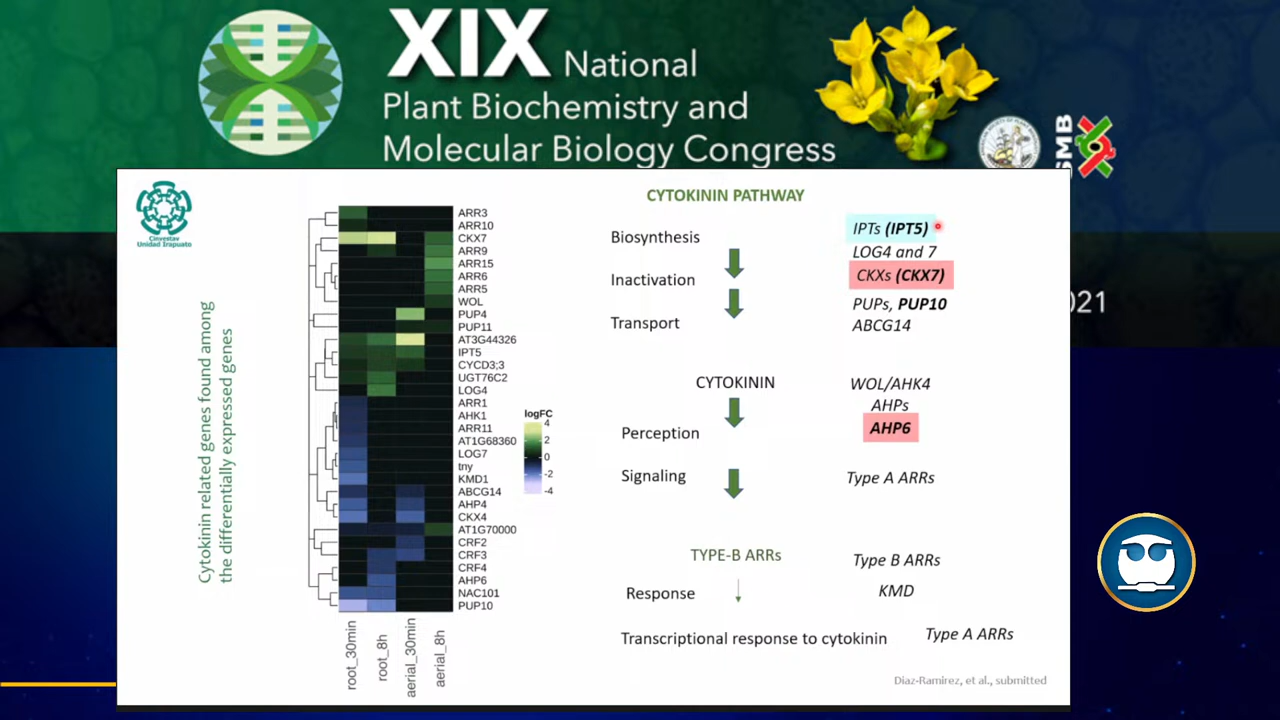 XIX National
Plant Biochemistry and
Molecular Biology Congress
SMB
Cinvestav
Unidad Irapuato
021
Cytokinin related genes found among
the differentially expressed genes
ARR3
ARR10
CKX7
ARR9
ARR15
ARR6
ARR5
WOL
PUP4
PUP11
AT3G44326
IPT5
CYCD3;3
UGT76C2
LOG4
ARR1
AHK1
ARR11
AT1G68360
LOG7
tny
KMD1
ABCG14
AHP4
CKX4
AT1G70000
CRF2
CRF3
CRF4
AHP6
NAC101
PUP10
root_30min
root_8h
aerial_30min
aerial_8h
logFC
4
2
0
-2
-4
CYTOKININ PATHWAY
Biosynthesis
IPTs (IPT5)
LOG4 and 7
Inactivation
CKXs (CKX7)
Transport
PUPs, PUP10
ABCG14
CYTOKININ
WOL/AHK4
AHPs
Perception
AHP6
Signaling
Type A ARRs
TYPE-B ARRs
Type B ARRs
Response
KMD
Transcriptional response to cytokinin
Type A ARRs
Diaz-Ramirez, et al., submitted